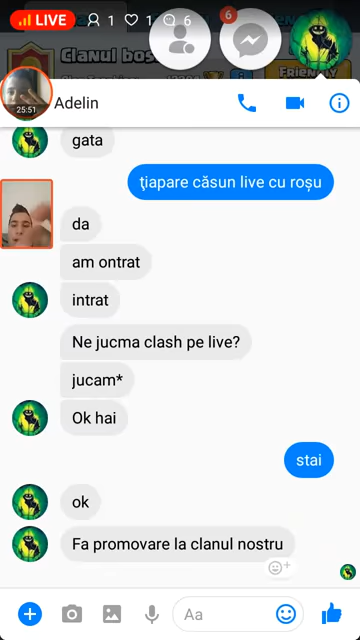 LIVE 1 1 6
Clanul bos
6
Friendly
25:51
Adelin
gata
ţiapare căsun live cu roșu
da
am ontrat
intrat
Ne jucma clash pe live?
jucam*
Ok hai
stai
ok
Fa promovare la clanul nostru
Aa